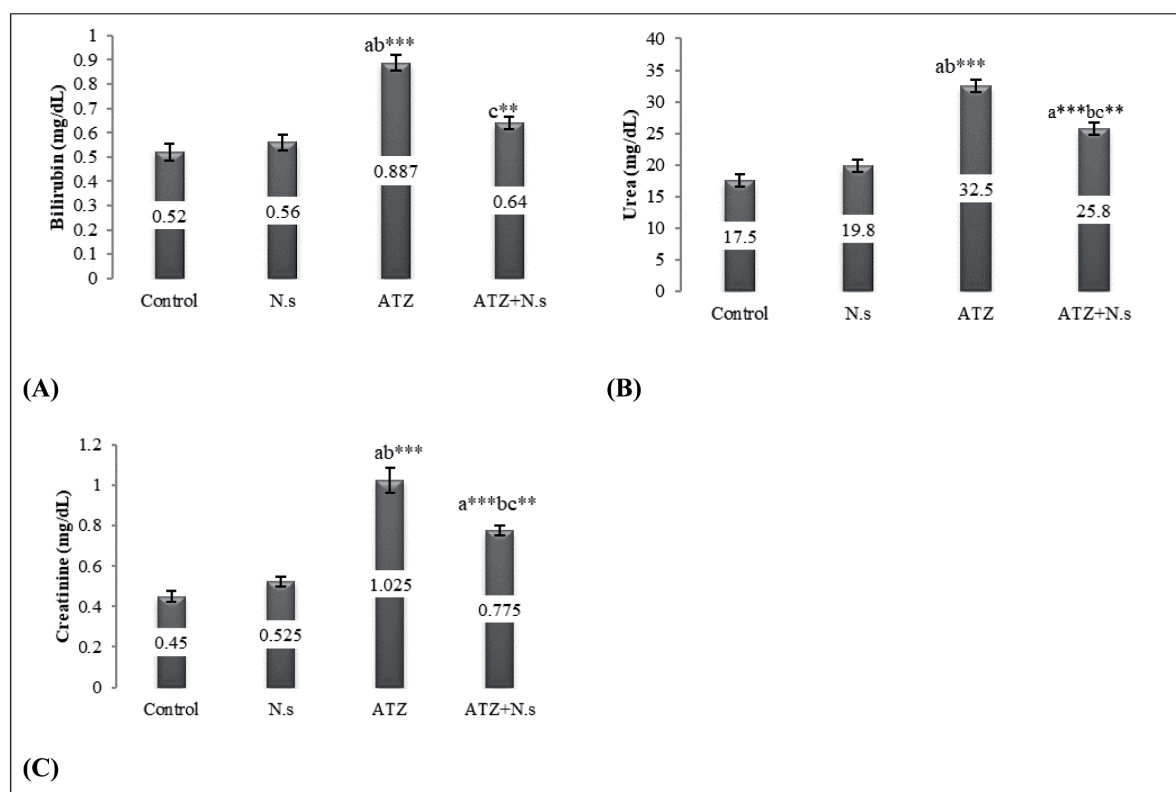 Bilirubin (mg/dL)
1
0.9
0.8
0.7
0.6
0.5
0.4
0.3
0.2
0.1
0
ab***
c**
0.52
0.56
0.887
0.64
Control
N.s
ATZ
ATZ+N.s
(A)
Urea (mg/dL)
40
35
30
25
20
15
10
5
0
ab***
a***bc**
17.5
19.8
32.5
25.8
Control
N.s
ATZ
ATZ+N.s
(B)
Creatinine (mg/dL)
1.2
1
0.8
0.6
0.4
0.2
0
ab***
a***bc**
0.45
0.525
1.025
0.775
Control
N.s
ATZ
ATZ+N.s
(C)